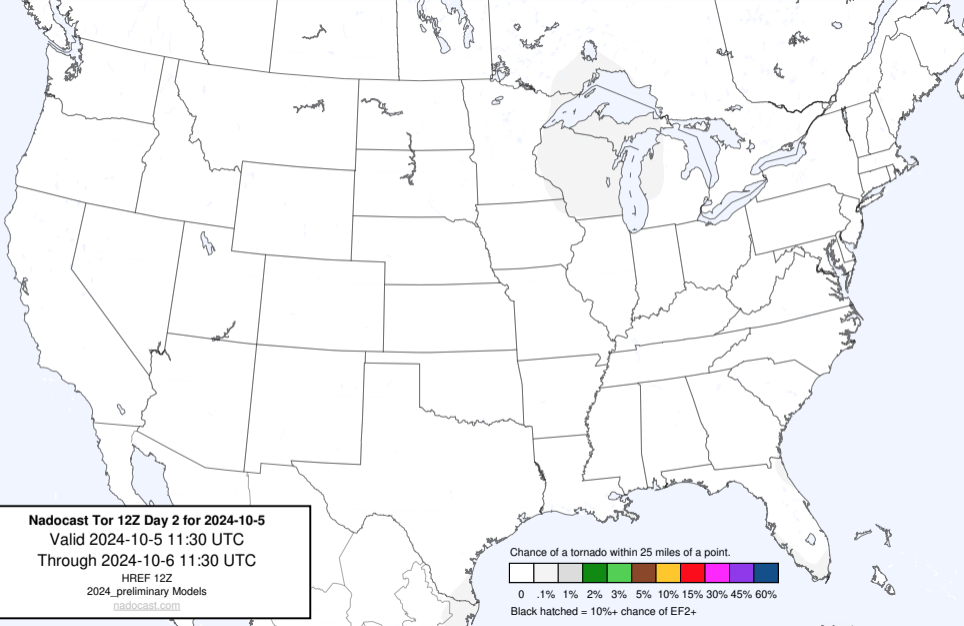 Nadocast Tor 12Z Day 2 for 2024-10-5
Valid 2024-10-5 11:30 UTC
Through 2024-10-6 11:30 UTC
HREF 12Z
2024_preliminary Models
nadocast.com
Chance of a tornado within 25 miles of a point.
0 .1% 1% 2% 3% 5% 10% 15% 30% 45% 60%
Black hatched = 10%+ chance of EF2+